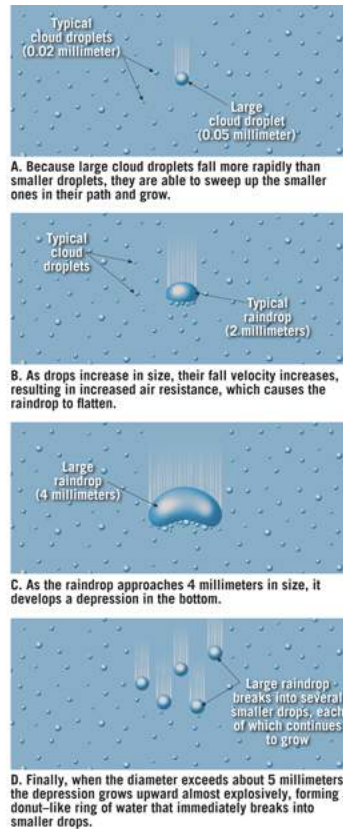 Typical
cloud droplets
(0.02 millimeter)
Large
cloud droplet
(0.05 millimeter)
A. Because large cloud droplets fall more rapidly than
smaller droplets, they are able to sweep up the smaller
ones in their path and grow.
Typical
cloud
droplets
Typical
raindrop
(2 millimeters)
B. As drops increase in size, their fall velocity increases,
resulting in increased air resistance, which causes the
raindrop to flatten.
Large
raindrop
(4 millimeters)
C. As the raindrop approaches 4 millimeters in size, it
develops a depression in the bottom.
Large raindrop
breaks into several
smaller drops, each
of which continues
to grow
D. Finally, when the diameter exceeds about 5 millimeters
the depression grows upward almost explosively, forming
donut–like ring of water that immediately breaks into
smaller drops.